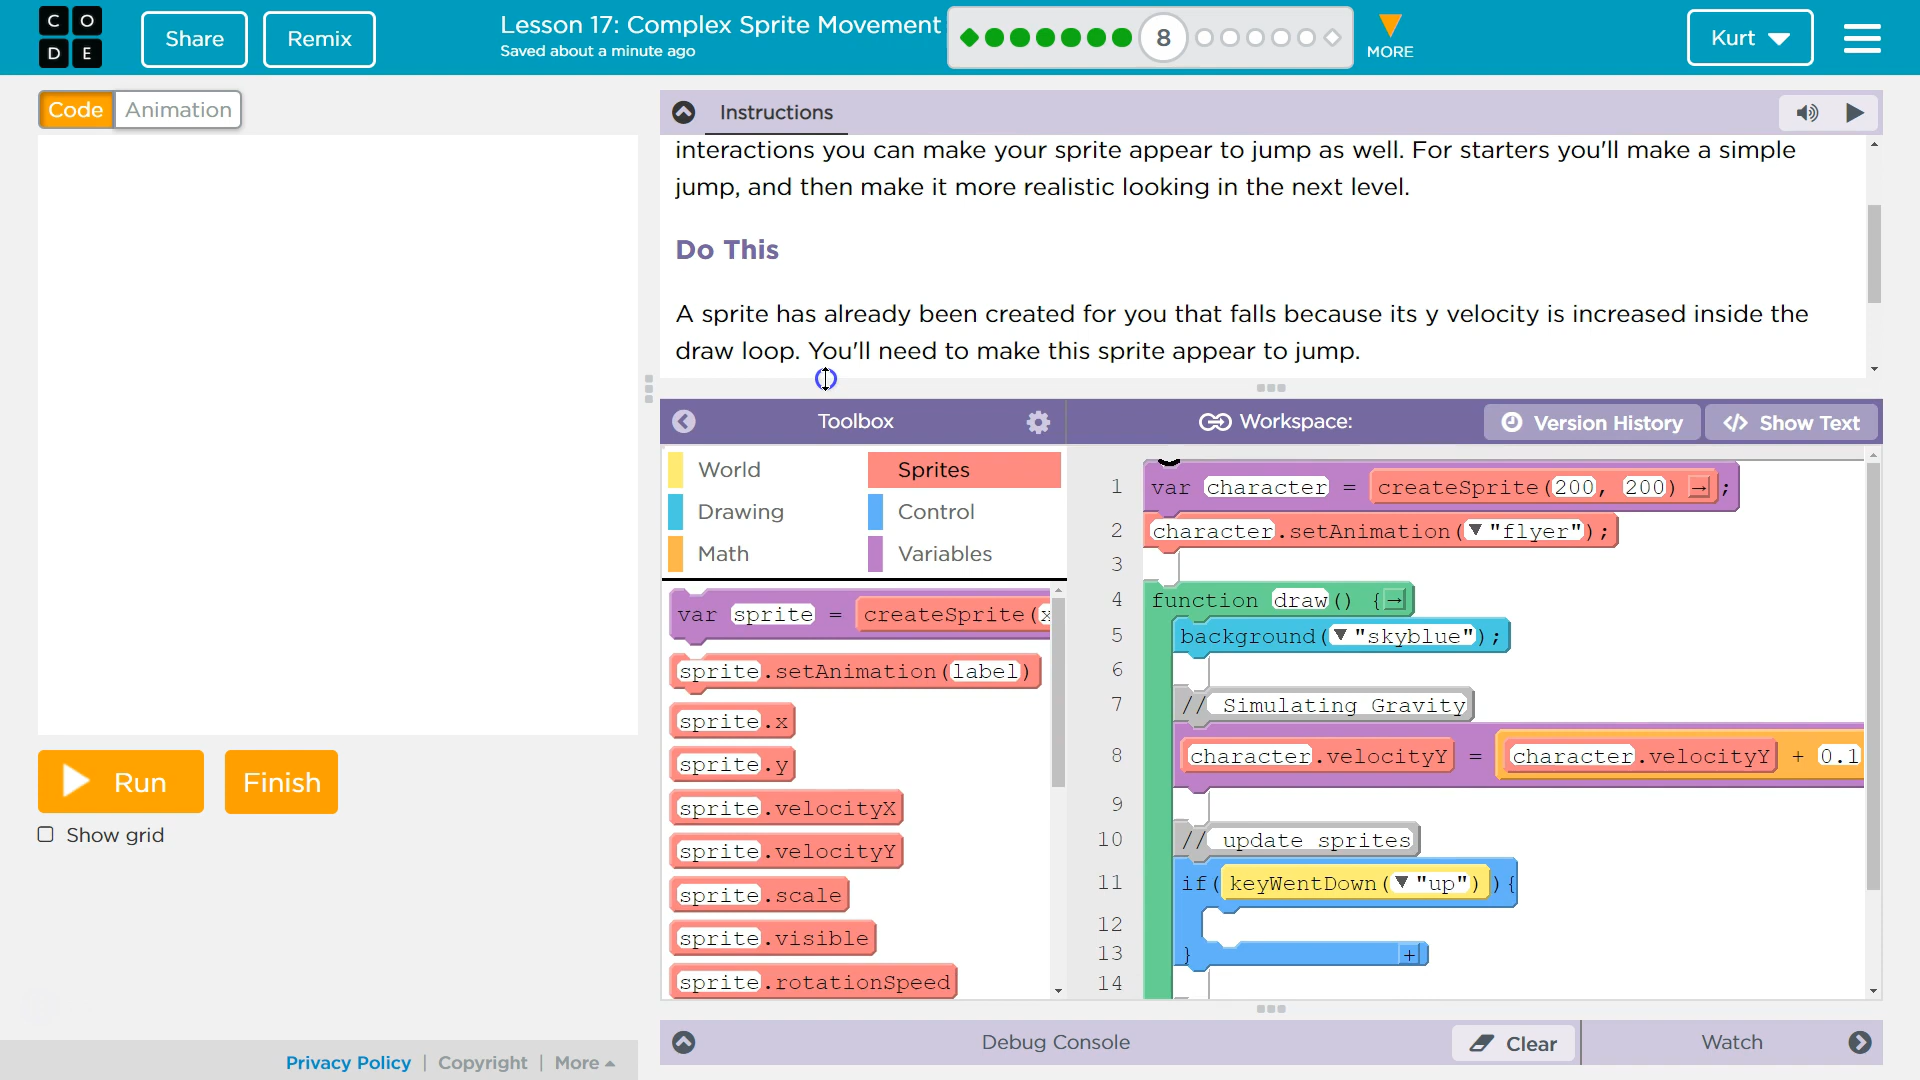 C O
D E
Share
Remix
Lesson 17: Complex Sprite Movement
Saved about a minute ago
8
MORE
Kurt
Code
Animation
Instructions
interactions you can make your sprite appear to jump as well. For starters you'll make a simple
jump, and then make it more realistic looking in the next level.
Do This
A sprite has already been created for you that falls because its y velocity is increased inside the
draw loop. You'll need to make this sprite appear to jump.
Toolbox
Workspace:
Version History
</> Show Text
World
Sprites
Drawing
Control
Math
Variables
var sprite = createSprite(x
sprite.setAnimation(label)
sprite.x
sprite.y
sprite.velocityX
sprite.velocityY
sprite.scale
sprite.visible
sprite.rotationSpeed
1 var character = createSprite(200, 200) → ;
2 character.setAnimation(▼ "flyer");
3
4 function draw() { →
5 background(▼ "skyblue");
6
7 // Simulating Gravity
8 character.velocityY = character.velocityY + 0.1
9
10 // update sprites
11 if( keyWentDown(▼ "up") ){
12
13 } +
14
Run
Finish
Show grid
Debug Console
Clear
Watch
Privacy Policy | Copyright | More ▲